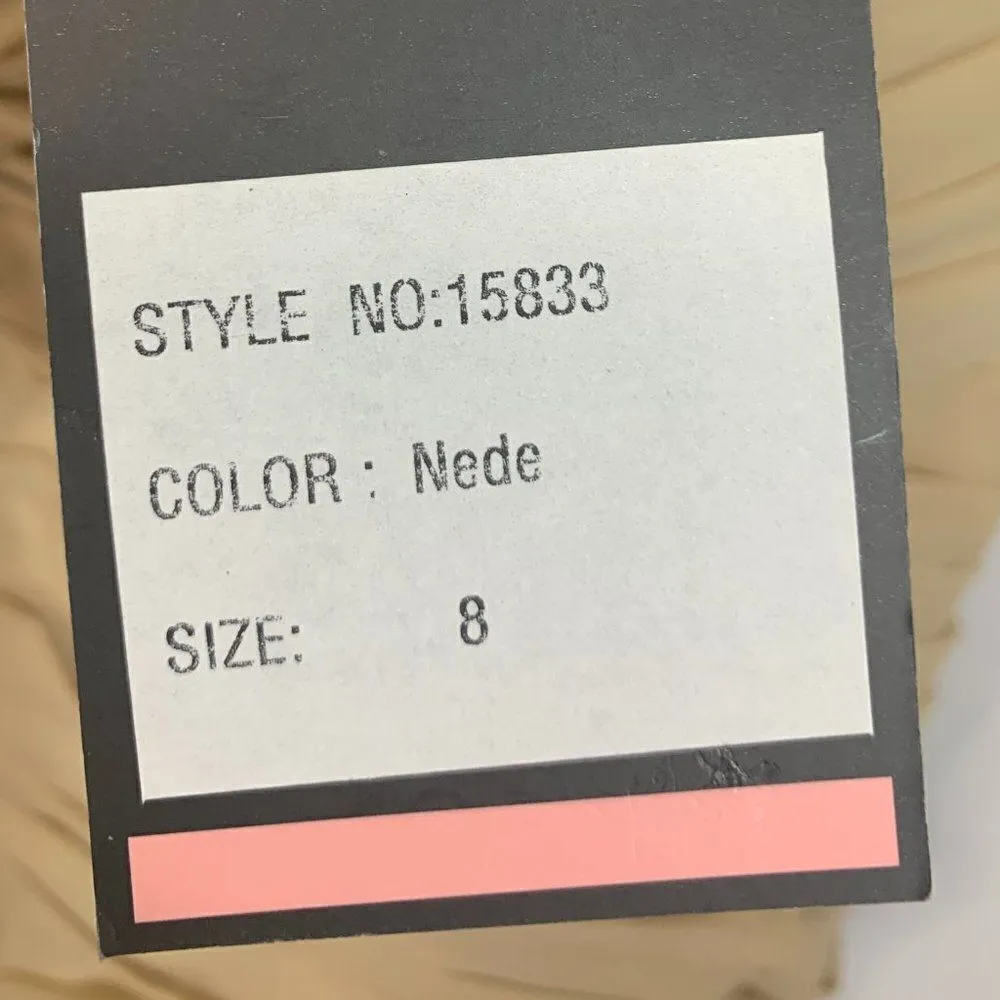 STYLE NO:15833
COLOR : Nede
SIZE: 8